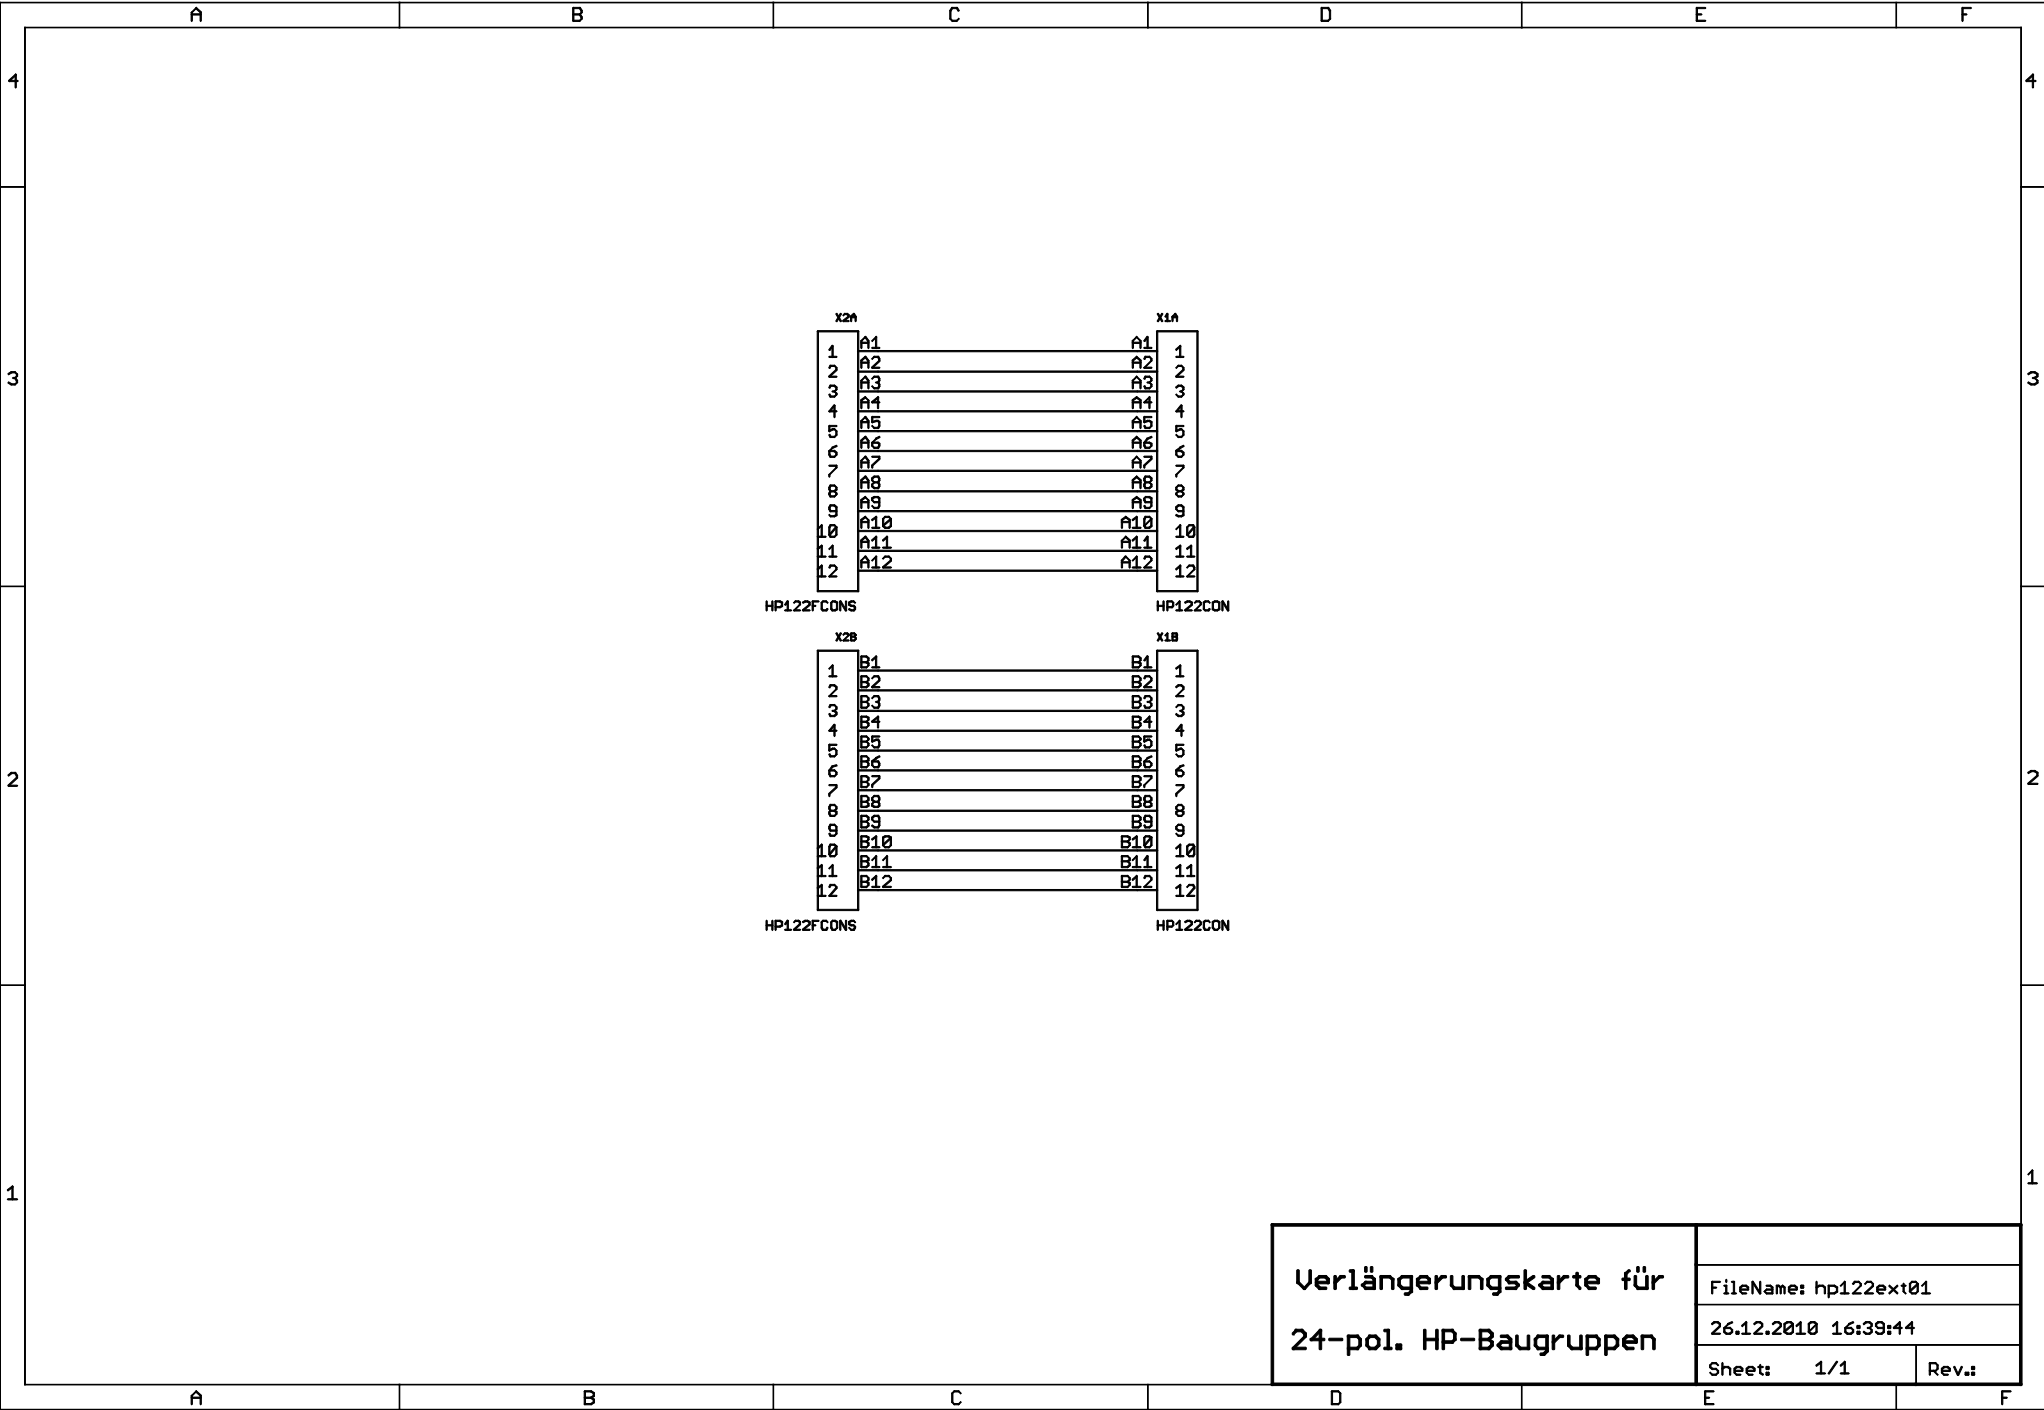 A B C D E F
4 4
X2A X1A
A1 A1
1 1
A2 A2
2 2
A3 A3
3 3
3 3
A4 A4
4 4
A5 A5
5 5
A6 A6
6 6
A7 A7
7 7
A8 A8
8 8
A9 A9
9 9
A10 A10
10 10
A11 A11
11 11
A12 A12
12 12
HP122FCONS HP122CON
X2B X1B
B1 B1
1 1
B2 B2
2 2
B3 B3
3 3
B4 B4
4 4
B5 B5
5 5
B6 B6
6 6
2 2
B7 B7
7 7
B8 B8
8 8
B9 B9
9 9
B10 B10
10 10
B11 B11
11 11
B12 B12
12 12
HP122FCONS HP122CON
1 1
Verlängerungskarte für
24-pol. HP-Baugruppen
FileName: hp122ext01
26.12.2010 16:39:44
Sheet: 1/1 Rev.:
A B C D E F